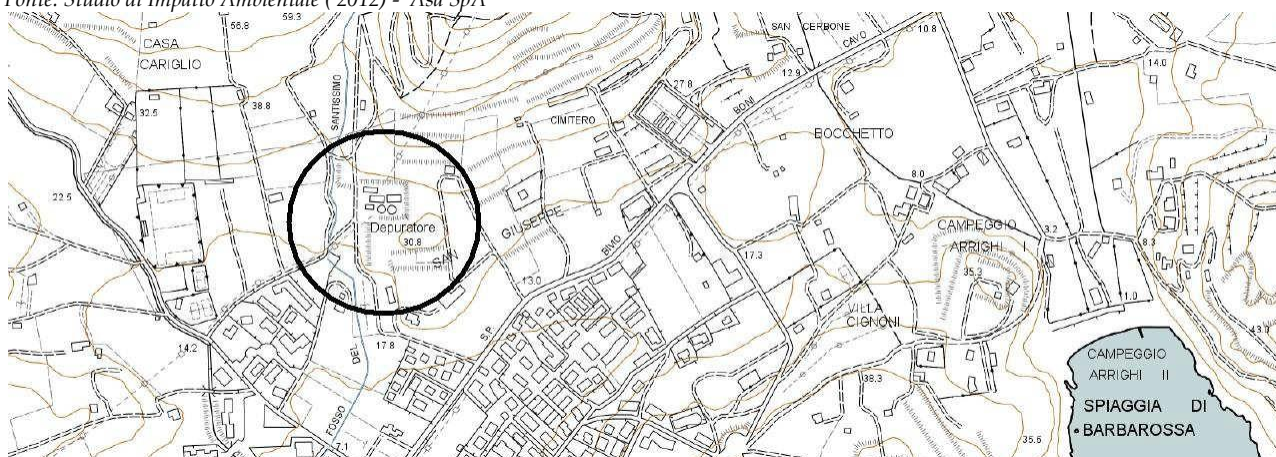 Fonte: Studio di Impatto Ambientale ( 2012) - Asa SpA
56.8
59.3
CASA
CARIGLIO
32.5
38.8
22.5
14.2
SANTISSIMO
Depuratore
30.8
SAN
GIUSEPPE
CIMITERO
27.8
SAN CERBONE
CAVO
10.8
12.9
BONI
BIMO
13.0
S.P.
17.8
DEL
FOSSO
7.1
BOCCHETTO
8.0
14.0
17.3
CAMPEGGIO
ARRIGHI I
3.2
8.3
35.3
1.0
VILLA
CIGNONI
38.3
35.5
43.1
CAMPEGGIO
ARRIGHI II
SPIAGGIA DI
BARBAROSSA